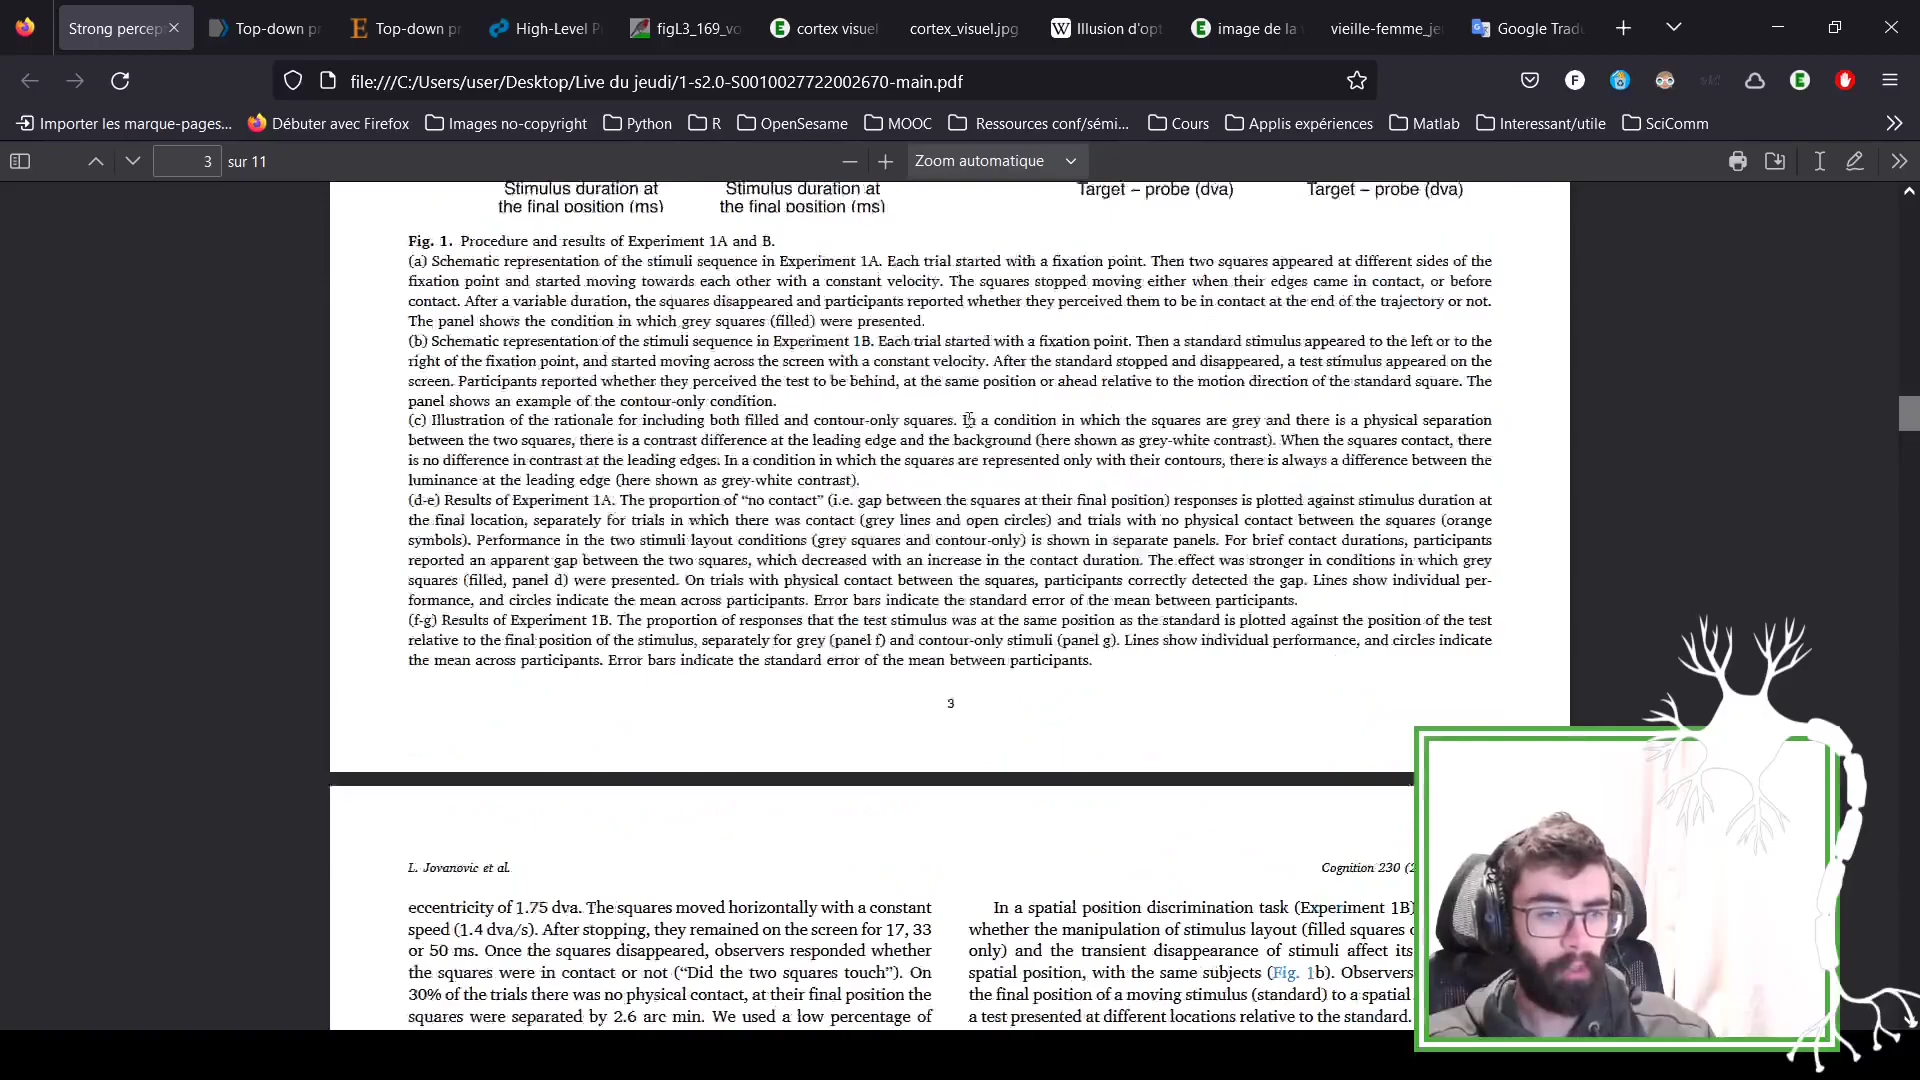 Strong percep
Top-down pr
Top-down pr
High-Level P
figL3_169_vo
cortex visuel
cortex_visuel.jpg
Illusion d'opt
image de la v
vieille-femme_je
Google Tradu
file:///C:/Users/user/Desktop/Live du jeudi/1-s2.0-S0010027722002670-main.pdf
Importer les marque-pages...
Débuter avec Firefox
Images no-copyright
Python
R
OpenSesame
MOOC
Ressources conf/sémi...
Cours
Applis expériences
Matlab
Interessant/utile
SciComm
3 sur 11
Zoom automatique
Stimulus duration at
the final position (ms)
Stimulus duration at
the final position (ms)
Target – probe (dva)
Target – probe (dva)
Fig. 1. Procedure and results of Experiment 1A and B.
(a) Schematic representation of the stimuli sequence in Experiment 1A. Each trial started with a fixation point. Then two squares appeared at different sides of the
fixation point and started moving towards each other with a constant velocity. The squares stopped moving either when their edges came in contact, or before
contact. After a variable duration, the squares disappeared and participants reported whether they perceived them to be in contact at the end of the trajectory or not.
The panel shows the condition in which grey squares (filled) were presented.
(b) Schematic representation of the stimuli sequence in Experiment 1B. Each trial started with a fixation point. Then a standard stimulus appeared to the left or to the
right of the fixation point, and started moving across the screen with a constant velocity. After the standard stopped and disappeared, a test stimulus appeared on the
screen. Participants reported whether they perceived the test to be behind, at the same position or ahead relative to the motion direction of the standard square. The
panel shows an example of the contour-only condition.
(c) Illustration of the rationale for including both filled and contour-only squares. In a condition in which the squares are grey and there is a physical separation
between the two squares, there is a contrast difference at the leading edge and the background (here shown as grey-white contrast). When the squares contact, there
is no difference in contrast at the leading edges. In a condition in which the squares are represented only with their contours, there is always a difference between the
luminance at the leading edge (here shown as grey-white contrast).
(d-e) Results of Experiment 1A. The proportion of “no contact” (i.e. gap between the squares at their final position) responses is plotted against stimulus duration at
the final location, separately for trials in which there was contact (grey lines and open circles) and trials with no physical contact between the squares (orange
symbols). Performance in the two stimuli layout conditions (grey squares and contour-only) is shown in separate panels. For brief contact durations, participants
reported an apparent gap between the two squares, which decreased with an increase in the contact duration. The effect was stronger in conditions in which grey
squares (filled, panel d) were presented. On trials with physical contact between the squares, participants correctly detected the gap. Lines show individual per-
formance, and circles indicate the mean across participants. Error bars indicate the standard error of the mean between participants.
(f-g) Results of Experiment 1B. The proportion of responses that the test stimulus was at the same position as the standard is plotted against the position of the test
relative to the final position of the stimulus, separately for grey (panel f) and contour-only stimuli (panel g). Lines show individual performance, and circles indicate
the mean across participants. Error bars indicate the standard error of the mean between participants.
3
L. Jovanovic et al.
Cognition 230 (2
eccentricity of 1.75 dva. The squares moved horizontally with a constant
speed (1.4 dva/s). After stopping, they remained on the screen for 17, 33
or 50 ms. Once the squares disappeared, observers responded whether
the squares were in contact or not (“Did the two squares touch”). On
30% of the trials there was no physical contact, at their final position the
squares were separated by 2.6 arc min. We used a low percentage of
In a spatial position discrimination task (Experiment 1B)
whether the manipulation of stimulus layout (filled squares
only) and the transient disappearance of stimuli affect its
spatial position, with the same subjects (Fig. 1b). Observers
the final position of a moving stimulus (standard) to a spatial
a test presented at different locations relative to the standard.